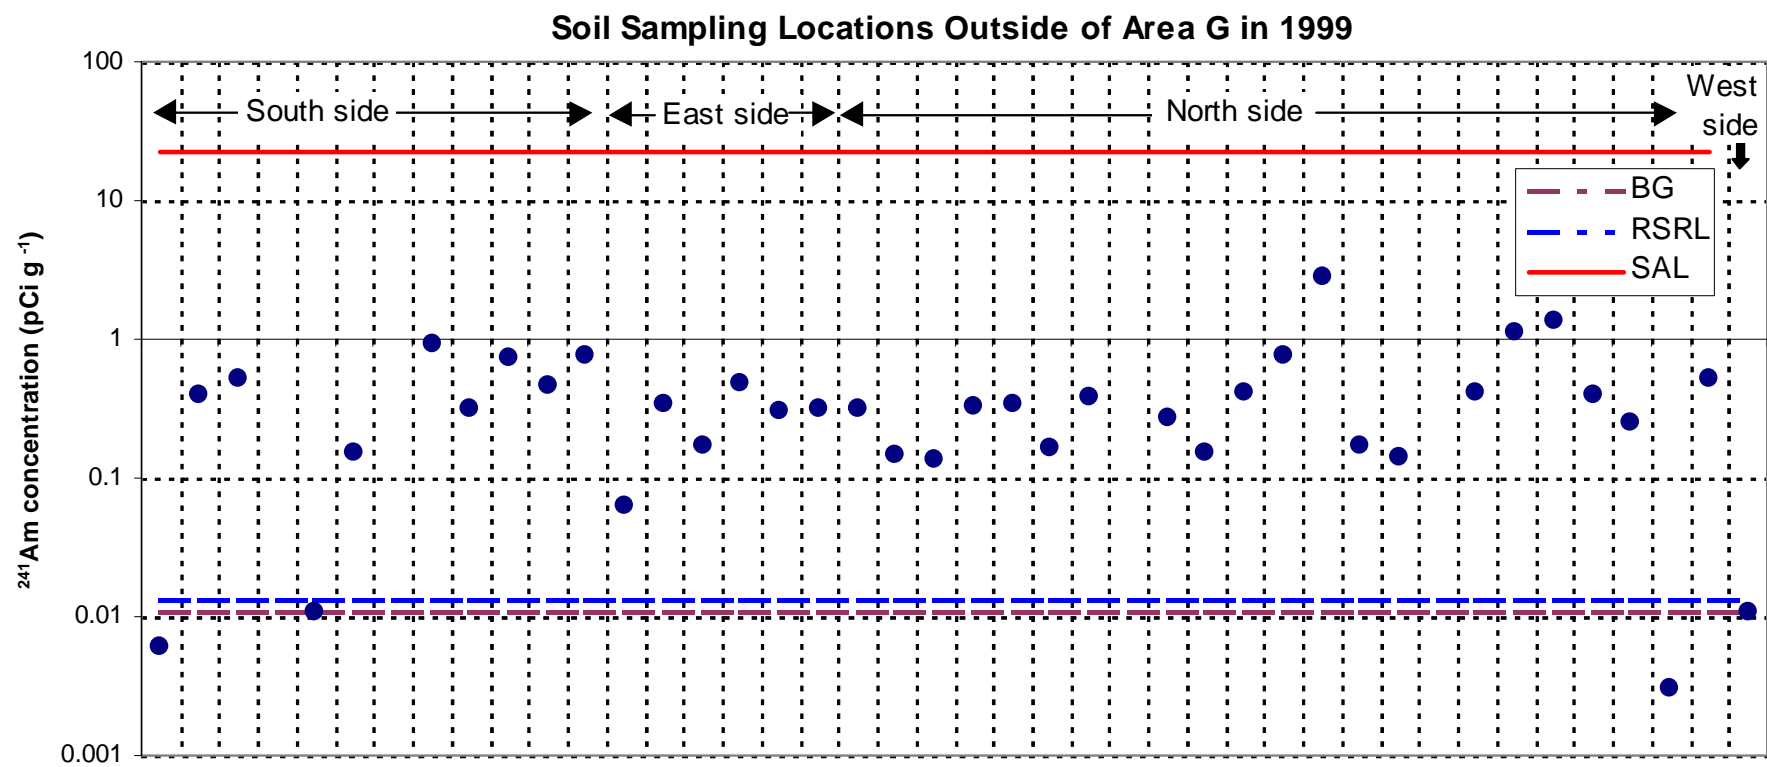 Soil Sampling Locations Outside of Area G in 1999
100
10
1
0.1
0.01
0.001
²⁴¹Am concentration (pCi g ⁻¹)
South side
East side
North side
West
side
BG
RSRL
SAL